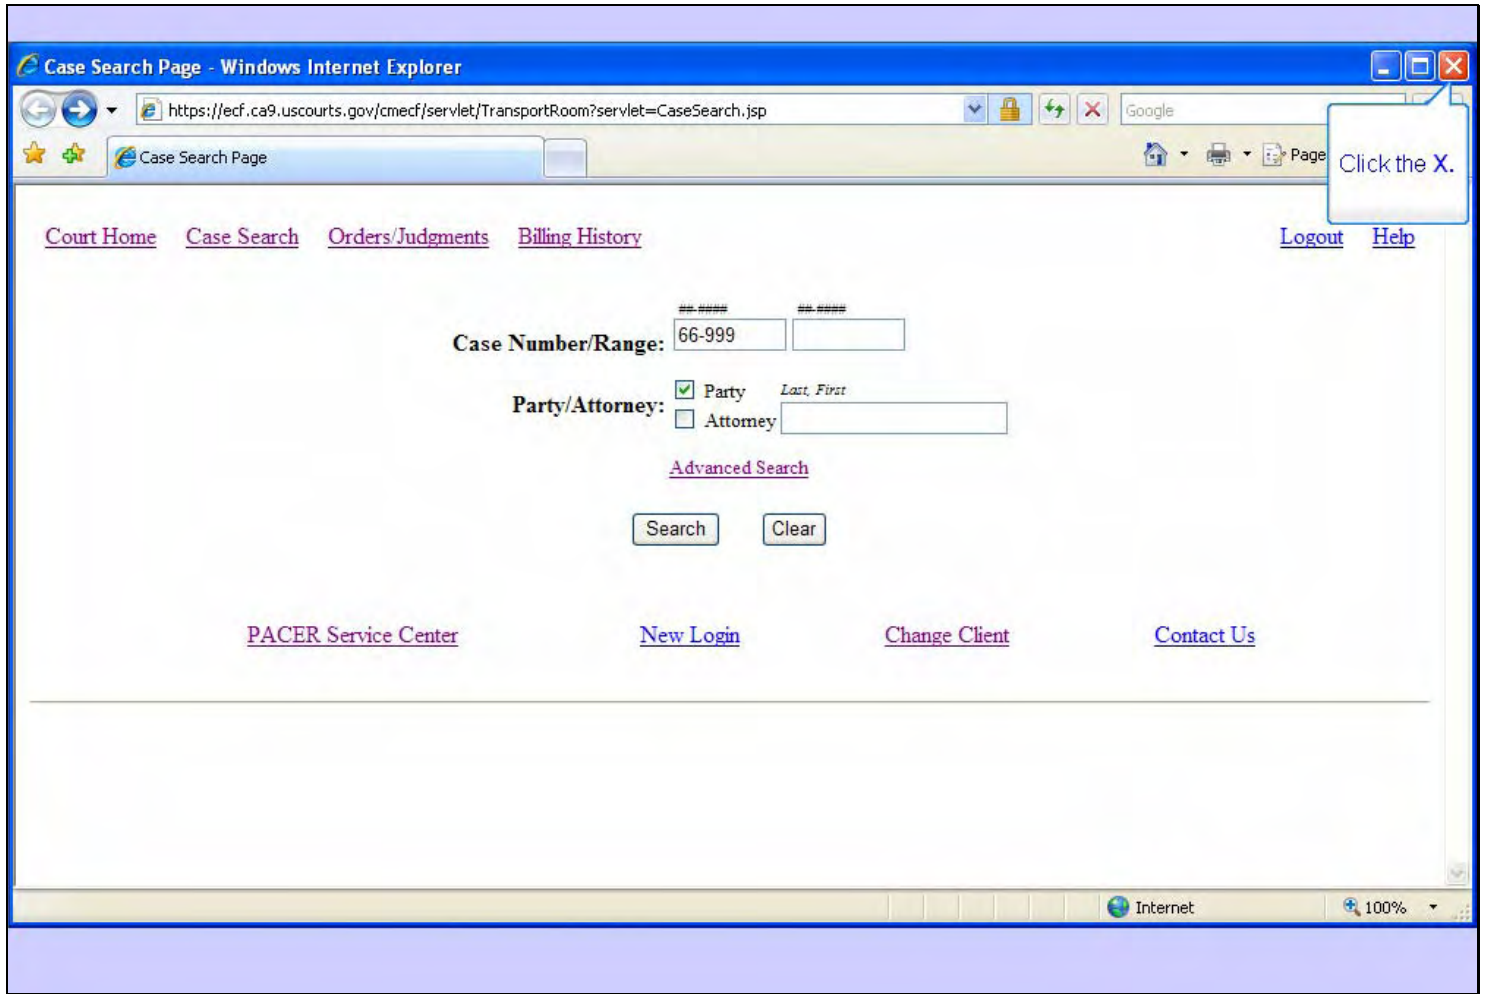 Case Search Page - Windows Internet Explorer
https://ecf.ca9.uscourts.gov/cmecf/servlet/TransportRoom?servlet=CaseSearch.jsp
Google
Case Search Page
Page
Click the X.
Court Home Case Search Orders/Judgments Billing History Logout Help
##-#### ##-####
Case Number/Range: 66-999
Party/Attorney: Party Last, First
Attorney
Advanced Search
Search Clear
PACER Service Center New Login Change Client Contact Us
Internet 100%